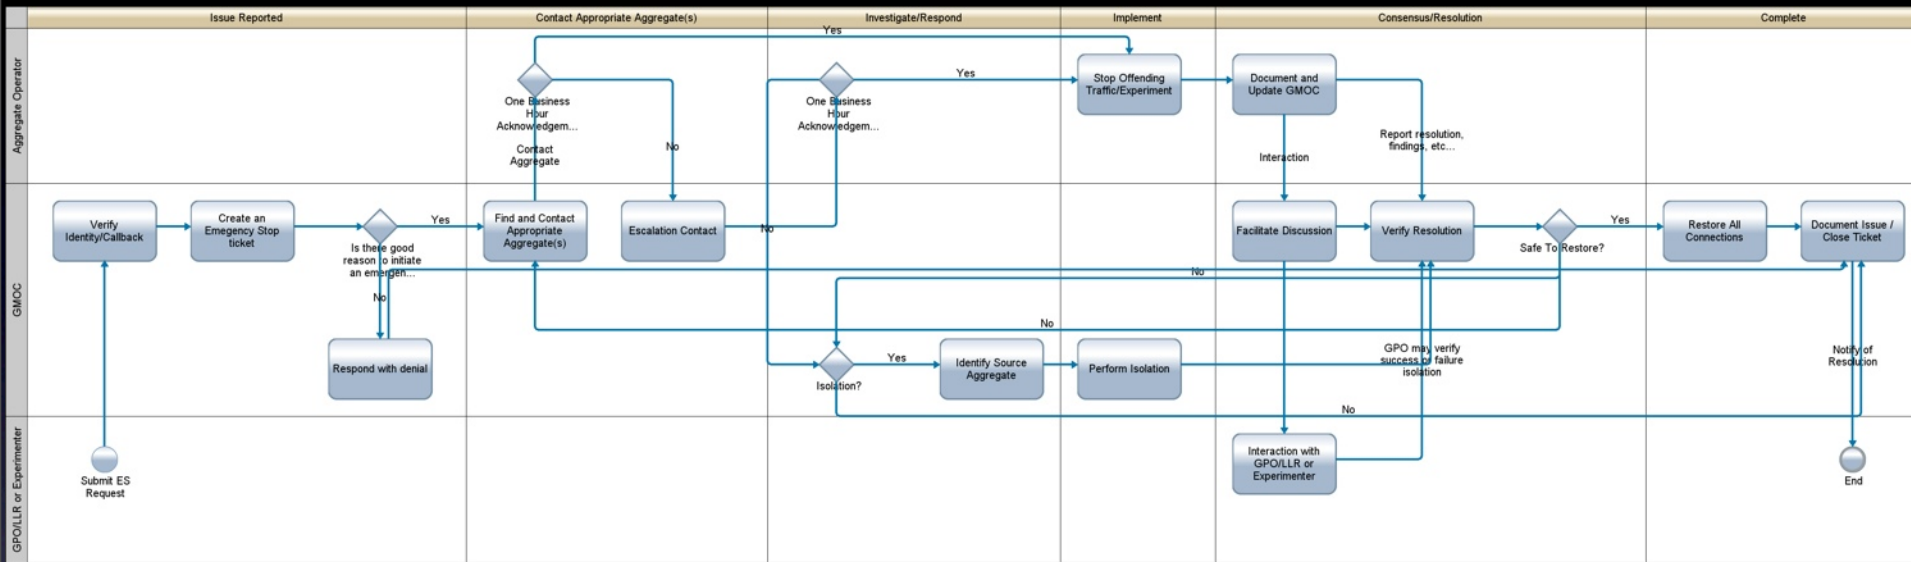 Issue Reported
Contact Appropriate Aggregate(s)
Investigate/Respond
Implement
Consensus/Resolution
Complete
Aggregate Operator
Yes
One Business
Hour
Acknowledgem...
Contact
Aggregate
No
One Business
Hour
Acknowledgem...
Yes
Stop Offending
Traffic/Experiment
Document and
Update GMOC
Interaction
Report resolution,
findings, etc...
GMOC
Verify
Identity/Callback
Create an
Emegency Stop
ticket
Is there good
reason to initiate
an emergen...
Yes
No
Respond with denial
Find and Contact
Appropriate
Aggregate(s)
Escalation Contact
No
Facilitate Discussion
Verify Resolution
Safe To Restore?
Yes
Restore All
Connections
Document Issue /
Close Ticket
No
No
Isolation?
Yes
Identify Source
Aggregate
Perform Isolation
GPO may verify
success of failure
isolation
Notify of
Resolution
No
GPO/LLR or Experimenter
Submit ES
Request
Interaction with
GPO/LLR or
Experimenter
End